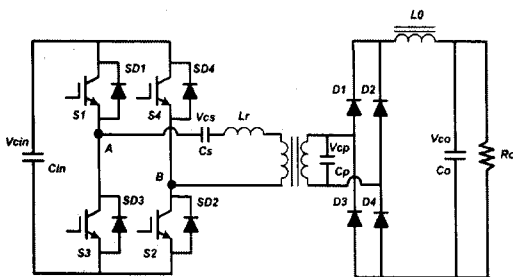 L0
SD1
SD4
D1
D2
Vcs
Lr
S1
S4
Vcin
Cin
A
Cs
Vcp
Cp
Vco
Co
Ro
B
SD3
SD2
D3
D4
S3
S2